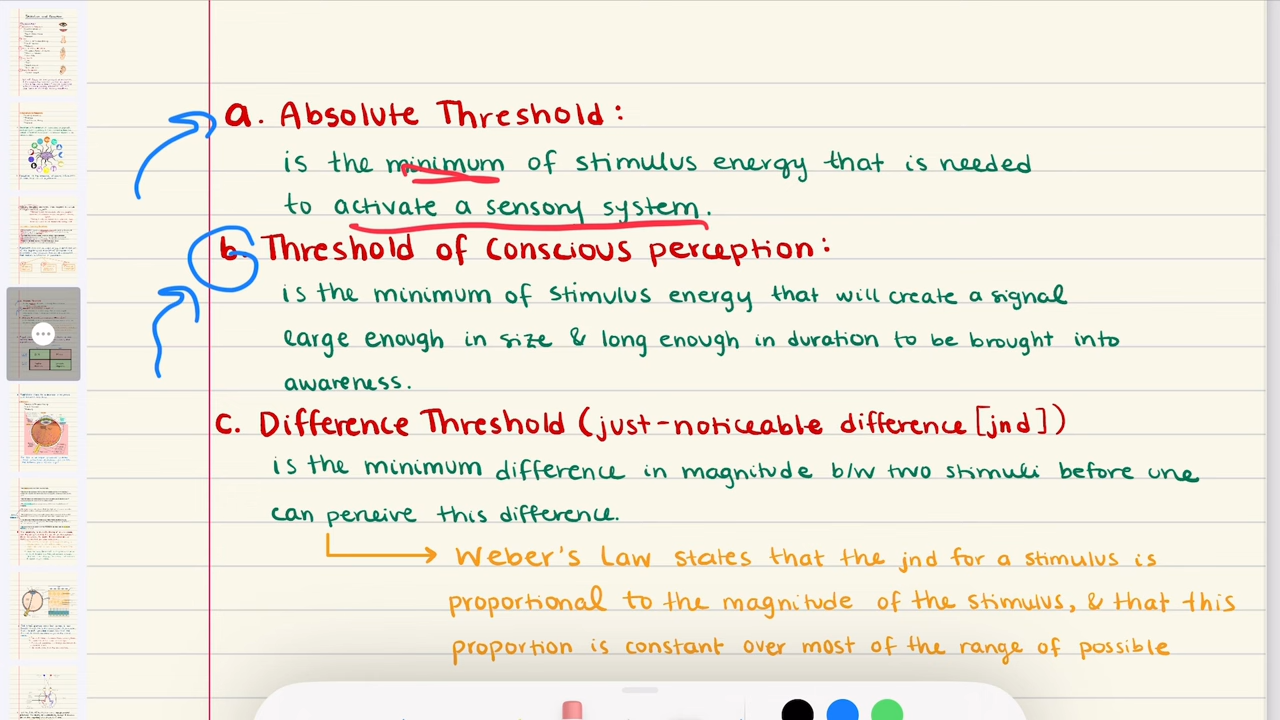 a. Absolute Threshold:
is the minimum of stimulus energy that is needed
to activate a sensory system.
b. Threshold of Conscious perception:
is the minimum of stimulus energy that will create a signal
large enough in size & long enough in duration to be brought into
awareness.
c. Difference Threshold (just-noticeable difference [jnd])
is the minimum difference in magnitude b/w two stimuli before one
can perceive this difference.
Weber's Law states that the jnd for a stimulus is
proportional to the magnitude of the stimulus, & that this
proportion is constant over most of the range of possible